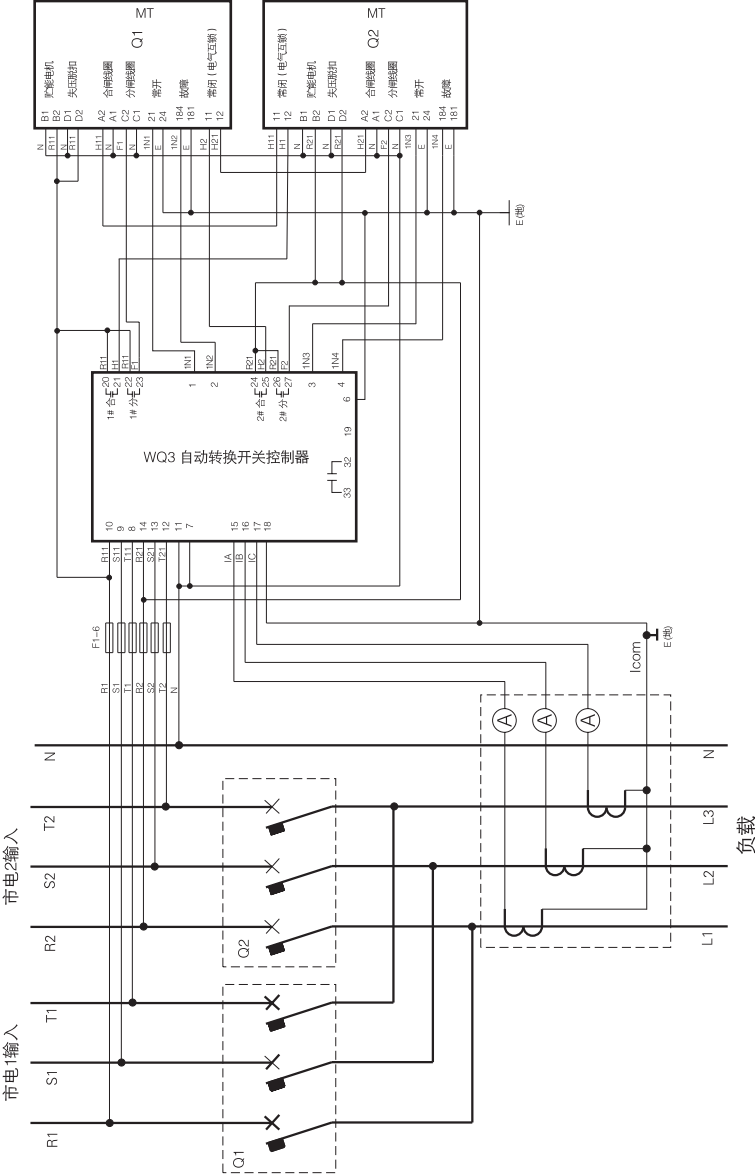 MT
Q1
贮能电机
失压脱扣
合闸线圈
分闸线圈
常开
故障
常闭（电气互锁）
B1
B2
D1
D2
A2
A1
C2
C1
21
24
184
181
11
12
N
R11
N
R11
H11
N
F1
N
1N1
E
1N2
E
H2
H21
MT
Q2
常闭（电气互锁）
贮能电机
失压脱扣
合闸线圈
分闸线圈
常开
故障
11
12
B1
B2
D1
D2
A2
A1
C2
C1
21
24
184
181
H11
H1
N
R21
N
R21
H21
N
F2
N
1N3
E
1N4
E
E(地)
R11
H1
R11
F1
1N1
1N2
R21
H2
R21
F2
1N3
1N4
20
21
22
23
1
2
24
25
26
27
3
4
6
1# 合
1# 分
2# 合
2# 分
19
32
33
WQ3 自动转换开关控制器
10
9
8
14
13
12
11
7
15
16
17
18
R11
S11
T11
R21
S21
T21
IA
IB
IC
F1-6
R1
S1
T1
R2
S2
T2
N
Icom
E(地)
A
A
A
N
N
T2
L3
市电2输入
S2
L2
R2
L1
负载
Q2
T1
市电1输入
S1
R1
Q1